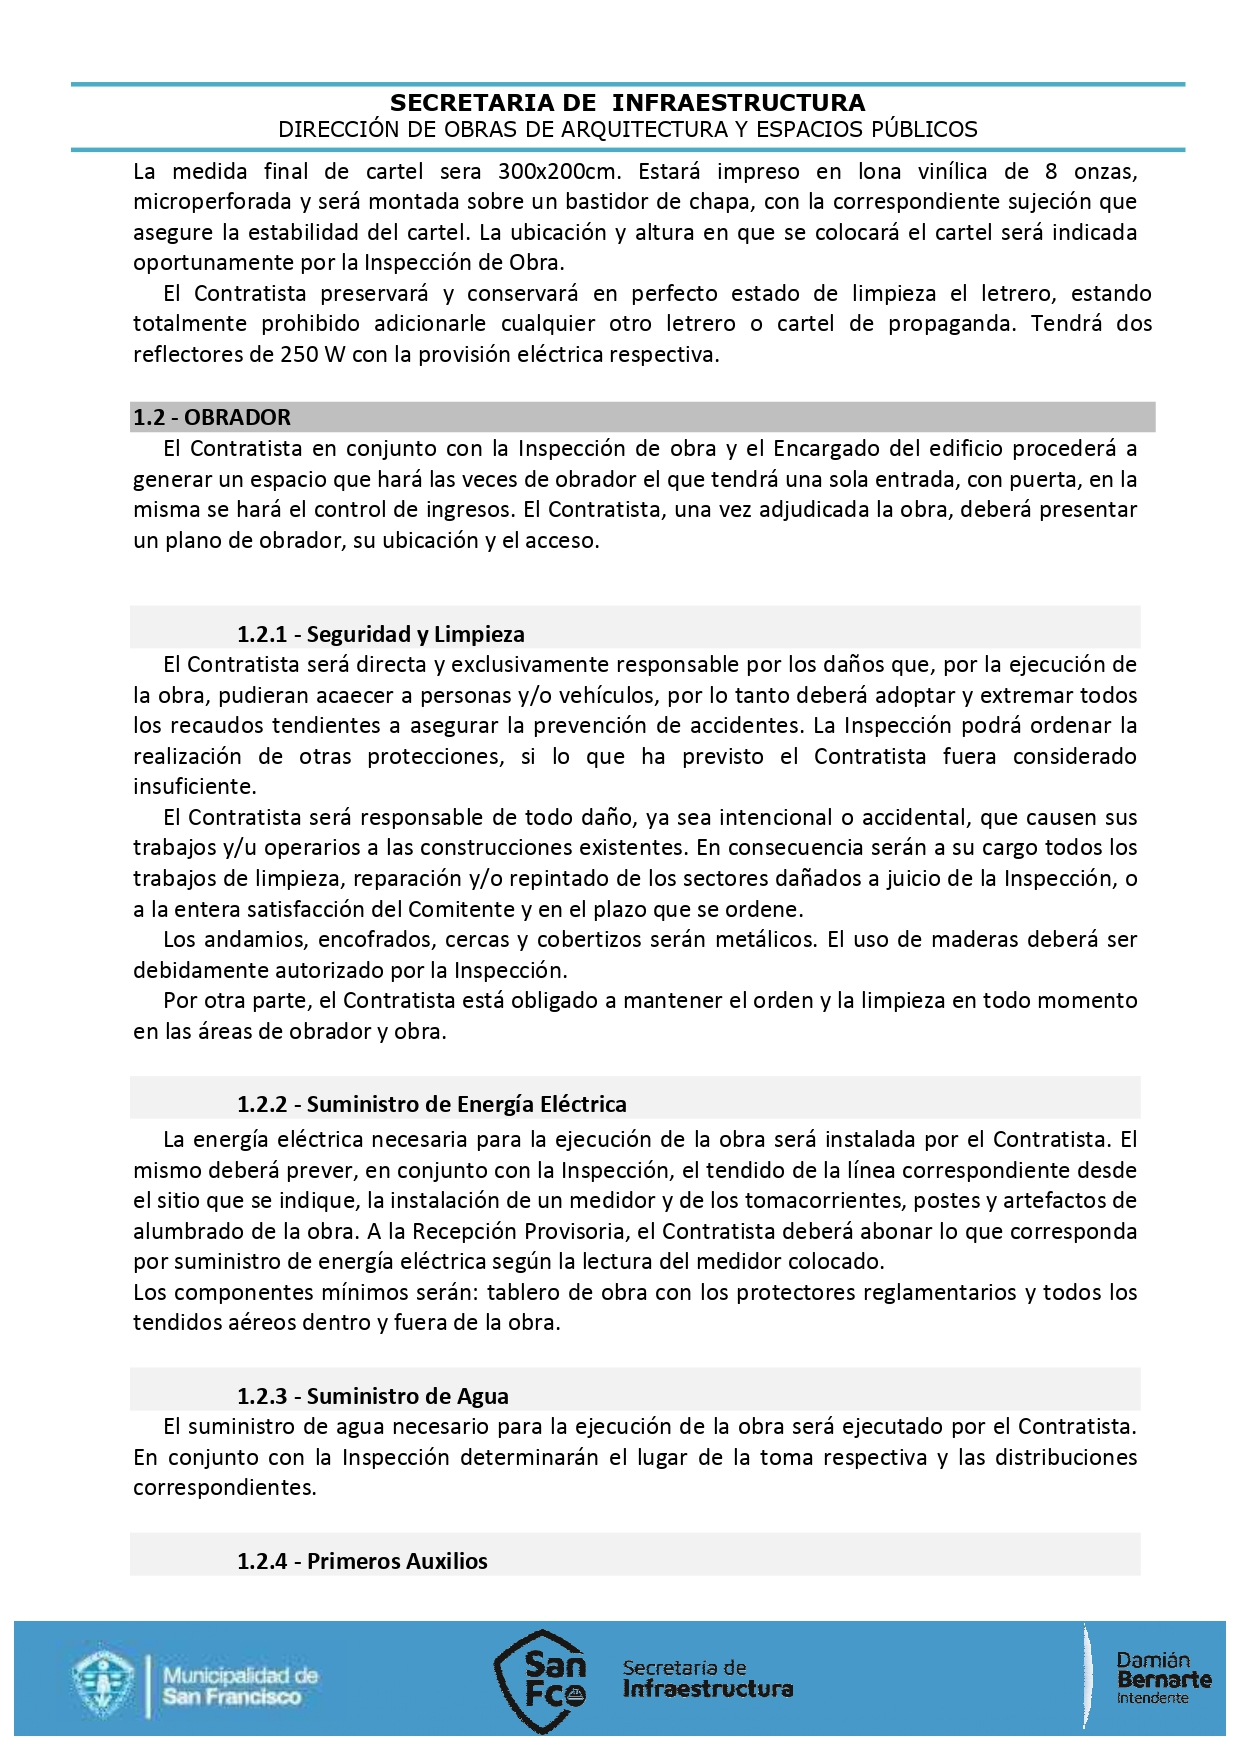 SECRETARIA DE  INFRAESTRUCTURA
DIRECCIÓN DE OBRAS DE ARQUITECTURA Y ESPACIOS PÚBLICOS
La medida final de cartel sera 300x200cm. Estará impreso en lona vinílica de 8 onzas,
microperforada y será montada sobre un bastidor de chapa, con la correspondiente sujeción que
asegure la estabilidad del cartel. La ubicación y altura en que se colocará el cartel será indicada
oportunamente por la Inspección de Obra.
El Contratista preservará y conservará en perfecto estado de limpieza el letrero, estando
totalmente prohibido adicionarle cualquier otro letrero o cartel de propaganda. Tendrá dos
reflectores de 250 W con la provisión eléctrica respectiva.
1.2 - OBRADOR
El Contratista en conjunto con la Inspección de obra y el Encargado del edificio procederá a
generar un espacio que hará las veces de obrador el que tendrá una sola entrada, con puerta, en la
misma se hará el control de ingresos. El Contratista, una vez adjudicada la obra, deberá presentar
un plano de obrador, su ubicación y el acceso.
1.2.1 - Seguridad y Limpieza
El Contratista será directa y exclusivamente responsable por los daños que, por la ejecución de
la obra, pudieran acaecer a personas y/o vehículos, por lo tanto deberá adoptar y extremar todos
los recaudos tendientes a asegurar la prevención de accidentes. La Inspección podrá ordenar la
realización de otras protecciones, si lo que ha previsto el Contratista fuera considerado
insuficiente.
El Contratista será responsable de todo daño, ya sea intencional o accidental, que causen sus
trabajos y/u operarios a las construcciones existentes. En consecuencia serán a su cargo todos los
trabajos de limpieza, reparación y/o repintado de los sectores dañados a juicio de la Inspección, o
a la entera satisfacción del Comitente y en el plazo que se ordene.
Los andamios, encofrados, cercas y cobertizos serán metálicos. El uso de maderas deberá ser
debidamente autorizado por la Inspección.
Por otra parte, el Contratista está obligado a mantener el orden y la limpieza en todo momento
en las áreas de obrador y obra.
1.2.2 - Suministro de Energía Eléctrica
La energía eléctrica necesaria para la ejecución de la obra será instalada por el Contratista. El
mismo deberá prever, en conjunto con la Inspección, el tendido de la línea correspondiente desde
el sitio que se indique, la instalación de un medidor y de los tomacorrientes, postes y artefactos de
alumbrado de la obra. A la Recepción Provisoria, el Contratista deberá abonar lo que corresponda
por suministro de energía eléctrica según la lectura del medidor colocado.
Los componentes mínimos serán: tablero de obra con los protectores reglamentarios y todos los
tendidos aéreos dentro y fuera de la obra.
1.2.3 - Suministro de Agua
El suministro de agua necesario para la ejecución de la obra será ejecutado por el Contratista.
En conjunto con la Inspección determinarán el lugar de la toma respectiva y las distribuciones
correspondientes.
1.2.4 - Primeros Auxilios
Municipalidad de
San Francisco
San
Fco
Secretaría de
Infraestructura
Damián
Bernarte
Intendente